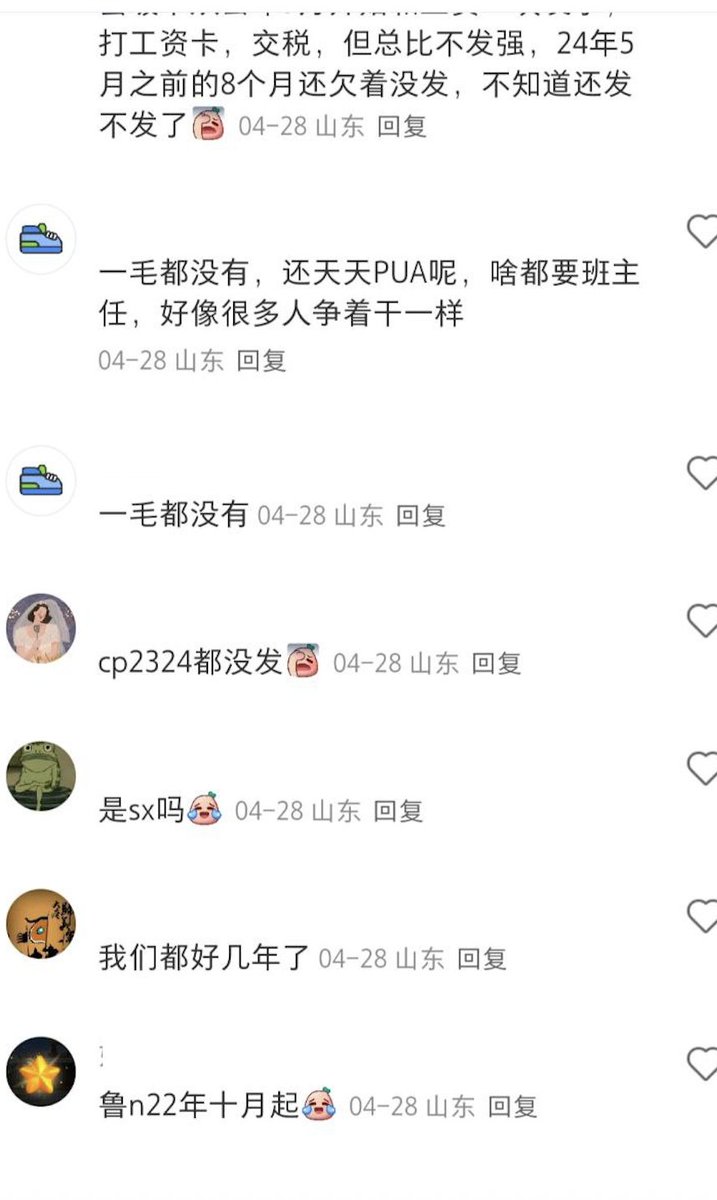 打工资卡，交税，但总比不发强，24年5
月之前的8个月还欠着没发，不知道还发
不发了 04-28 山东 回复
一毛都没有，还天天PUA呢，啥都要班主
任，好像很多人争着干一样
04-28 山东 回复
一毛都没有 04-28 山东 回复
cp2324都没发 04-28 山东 回复
是sx吗 04-28 山东 回复
我们都好几年了 04-28 山东 回复
鲁n22年十月起 04-28 山东 回复